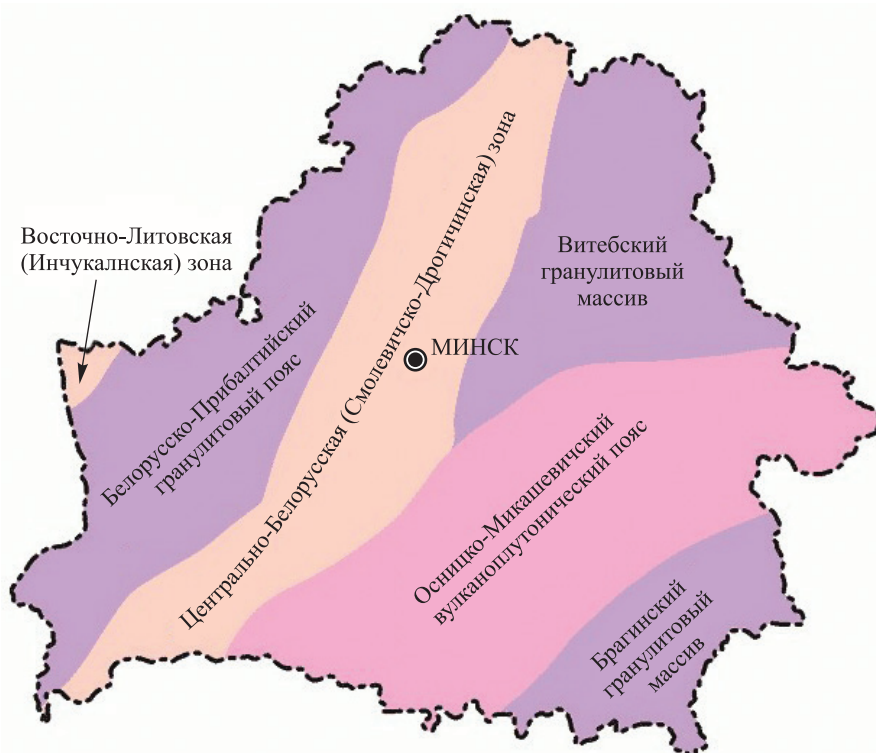 Восточно-Литовская
(Инчукалнская) зона
Белорусско-Прибалтийский
гранулитовый пояс
Центрально-Белорусская (Смолевичско-Дрогичинская) зона
Витебский
гранулитовый
массив
МИНСК
Осницко-Микашевичский
вулканоплутонический пояс
Брагинский
гранулитовый
массив